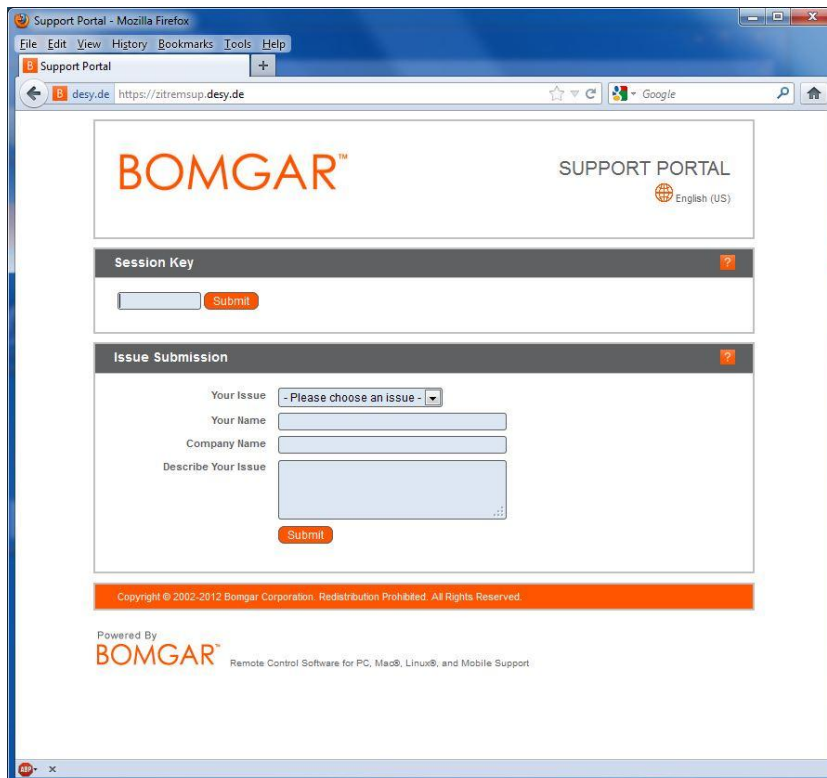 Support Portal - Mozilla Firefox
File Edit View History Bookmarks Tools Help
B Support Portal +
B desy.de https://zitremsup.desy.de Google
BOMGAR™
SUPPORT PORTAL
English (US)
Session Key ?
Submit
Issue Submission ?
Your Issue - Please choose an issue -
Your Name
Company Name
Describe Your Issue
Submit
Copyright © 2002-2012 Bomgar Corporation. Redistribution Prohibited. All Rights Reserved.
Powered By
BOMGAR™ Remote Control Software for PC, Mac®, Linux®, and Mobile Support
ABP x